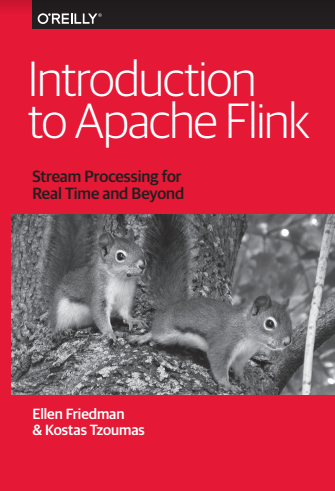 O'REILLY®
Introduction
to Apache Flink
Stream Processing for
Real Time and Beyond
Ellen Friedman
& Kostas Tzoumas